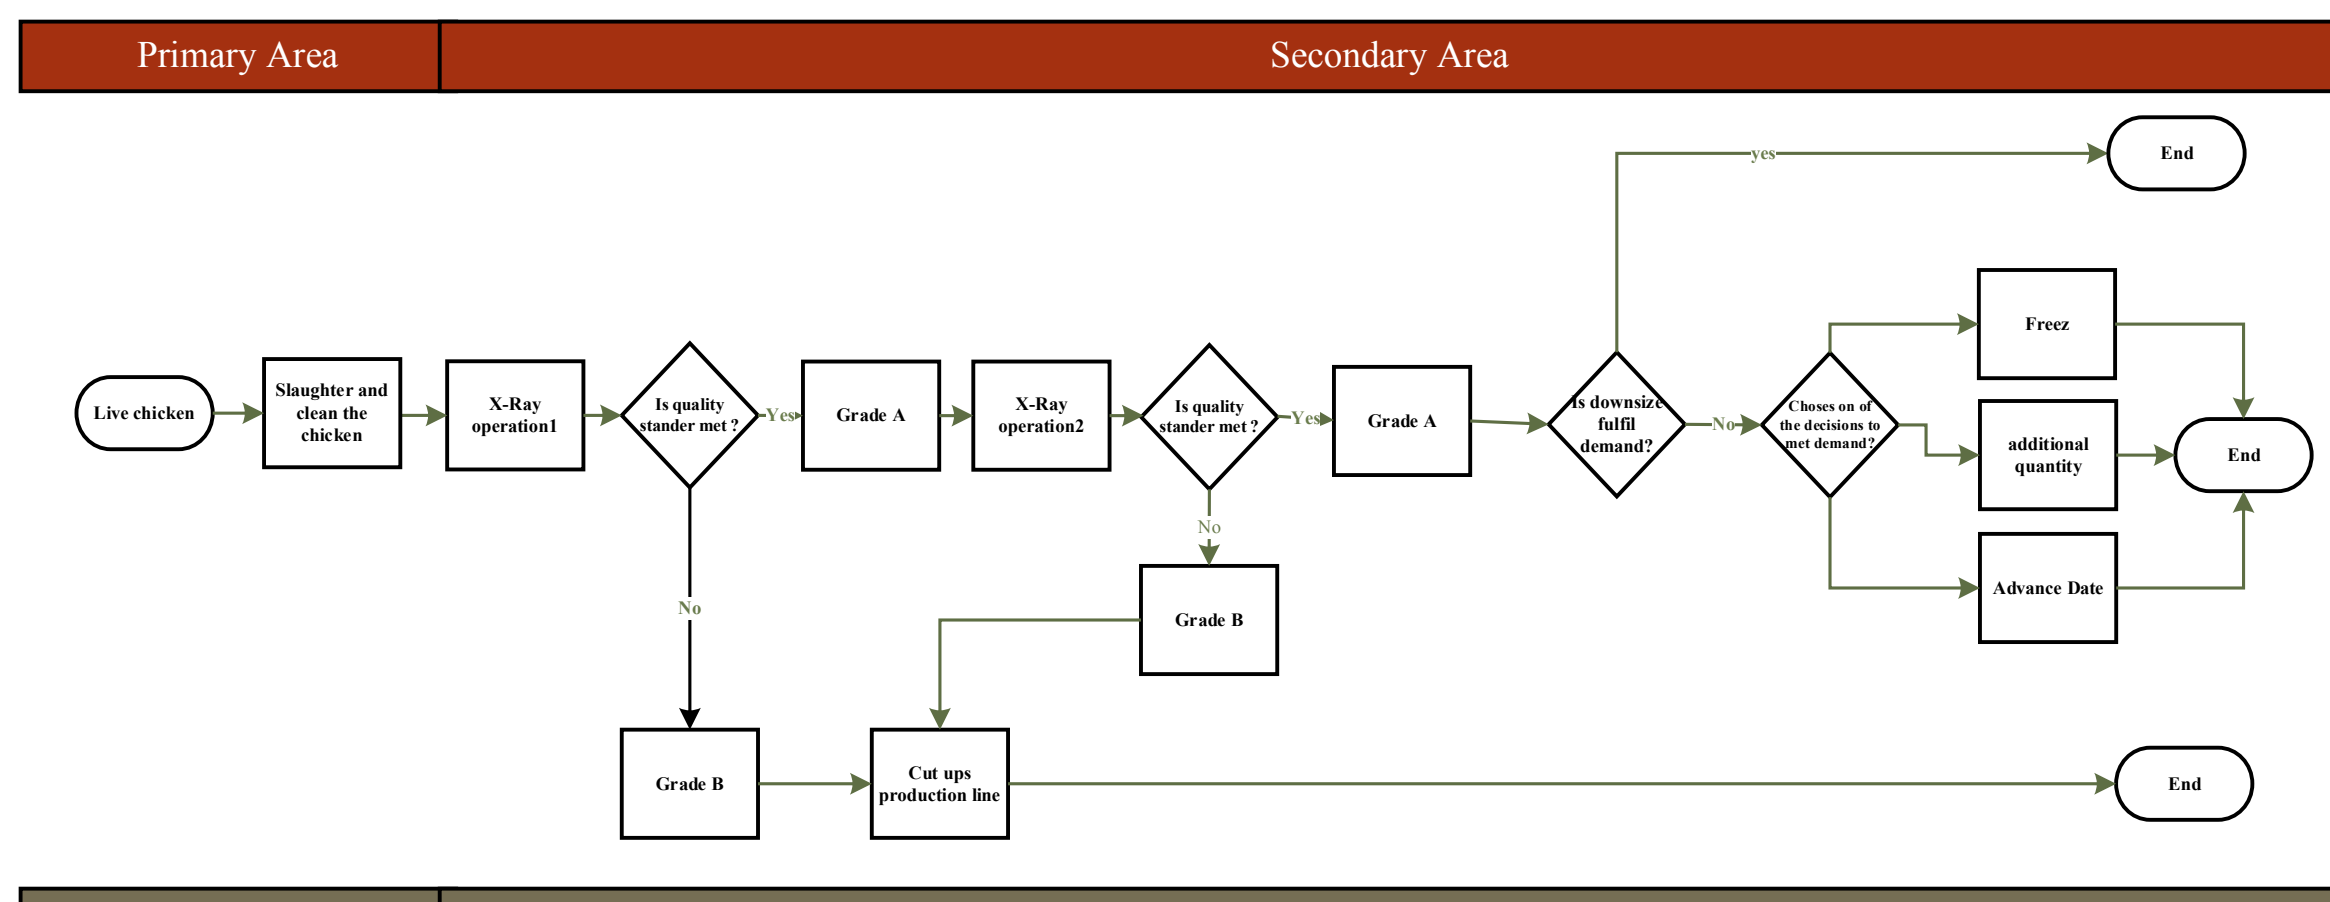 Primary Area
Secondary Area
End
yes
Freez
Live chicken
Slaughter and
clean the
chicken
X-Ray
operation1
Is quality
stander met ?
Yes
Grade A
X-Ray
operation2
Is quality
stander met ?
Yes
Grade A
Is downsize
fulfil
demand?
No
Choses on of
the decisions to
met demand?
additional
quantity
End
No
Advance Date
No
Grade B
Grade B
Cut ups
production line
End